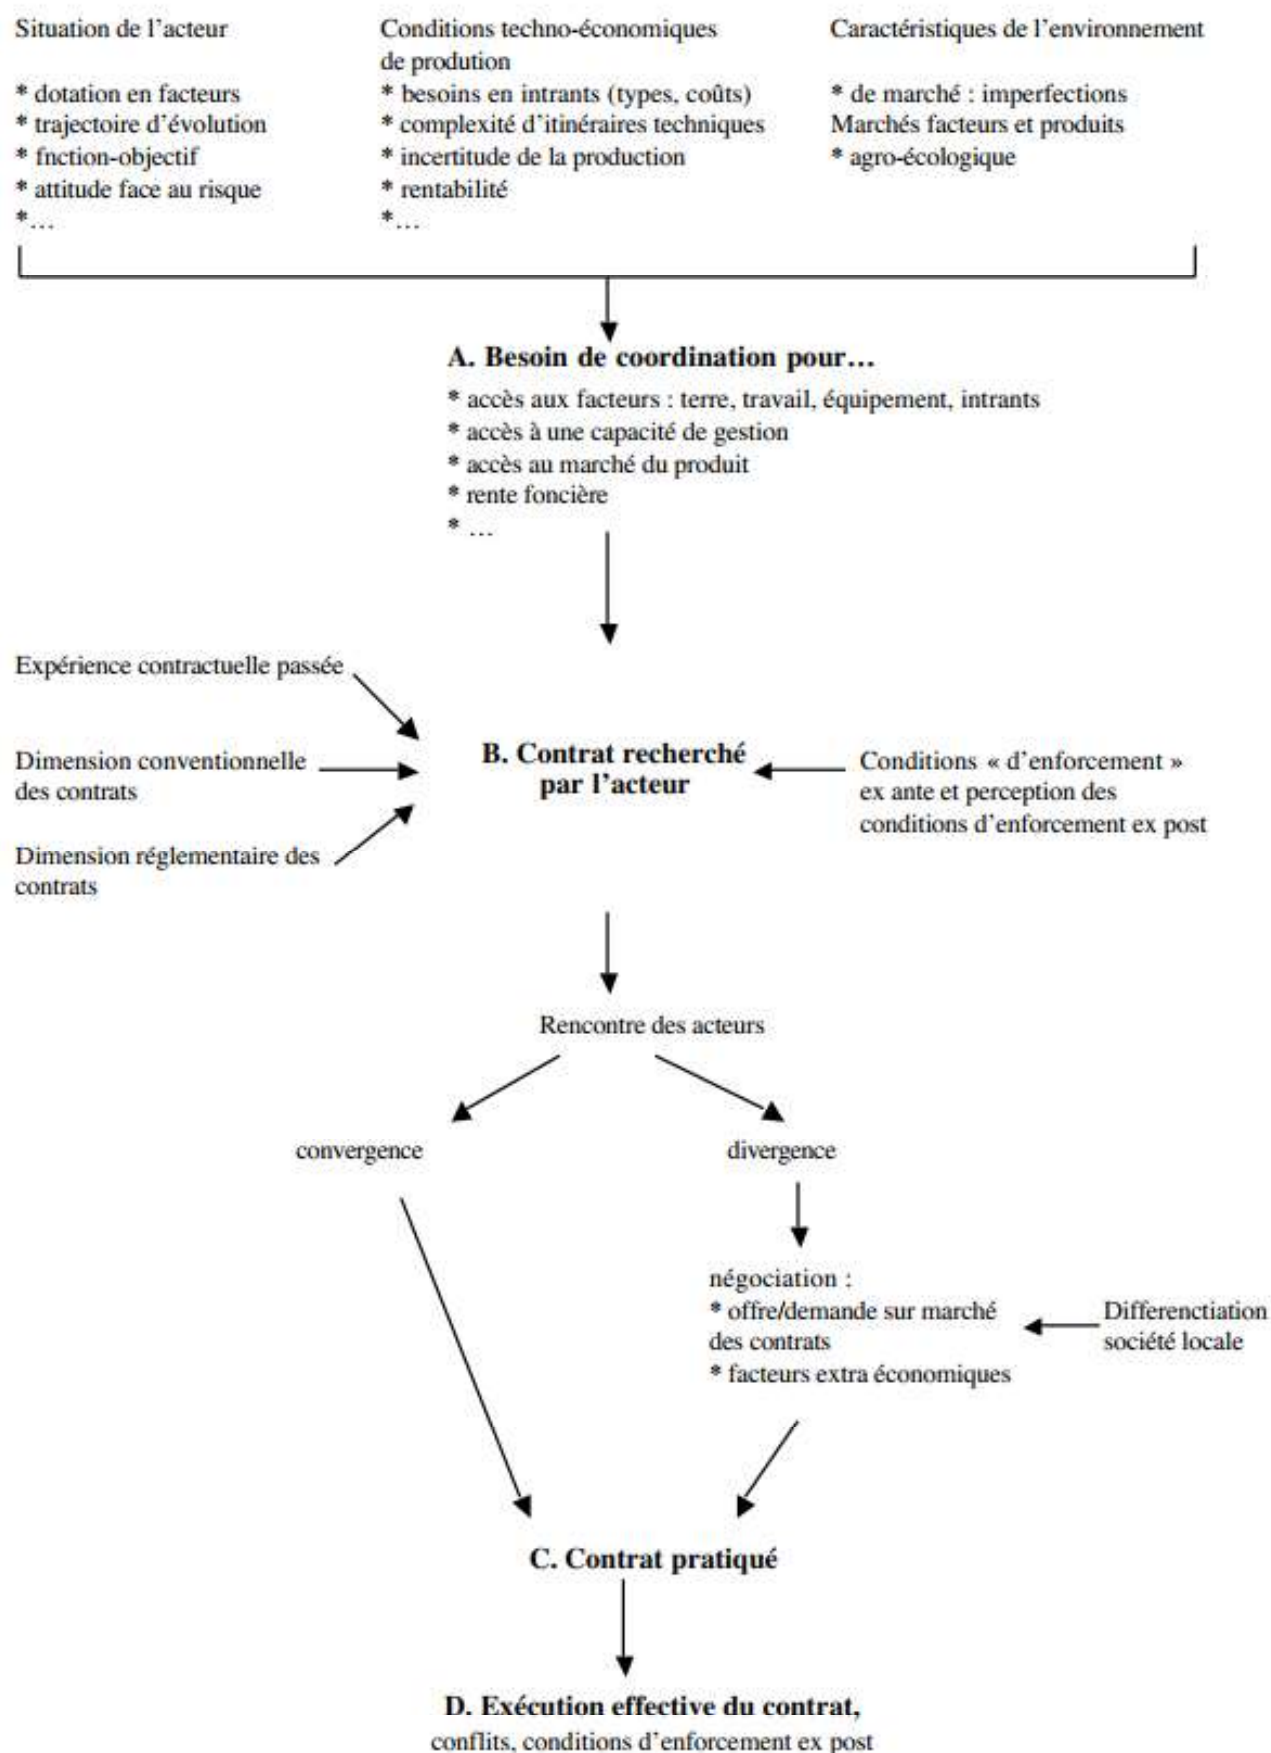 Situation de l'acteur
* dotation en facteurs
* trajectoire d'évolution
* fnction-objectif
* attitude face au risque
*…
Conditions techno-économiques
de prodution
* besoins en intrants (types, coûts)
* complexité d'itinéraires techniques
* incertitude de la production
* rentabilité
*…
Caractéristiques de l'environnement
* de marché : imperfections
Marchés facteurs et produits
* agro-écologique
A. Besoin de coordination pour…
* accès aux facteurs : terre, travail, équipement, intrants
* accès à une capacité de gestion
* accès au marché du produit
* rente foncière
* …
Expérience contractuelle passée
Dimension conventionnelle
des contrats
Dimension réglementaire des
contrats
B. Contrat recherché
par l'acteur
Conditions « d'enforcement »
ex ante et perception des
conditions d'enforcement ex post
Rencontre des acteurs
convergence
divergence
négociation :
* offre/demande sur marché
des contrats
* facteurs extra économiques
Differenctiation
société locale
C. Contrat pratiqué
D. Exécution effective du contrat,
conflits, conditions d'enforcement ex post